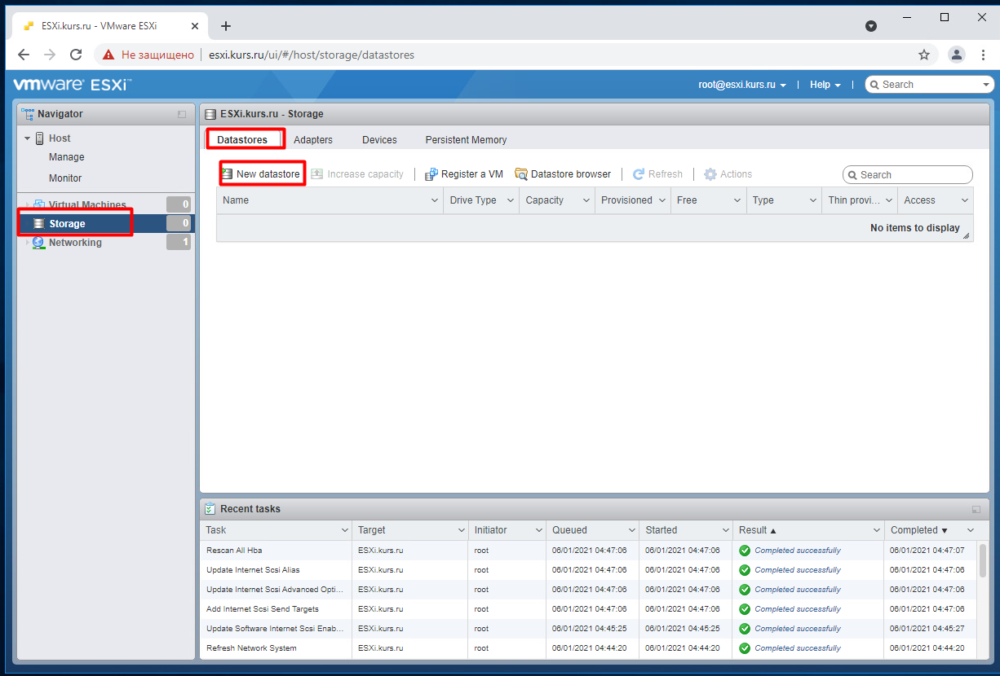 ESXi.kurs.ru - VMware ESXi
Не защищено esxi.kurs.ru/ui/#/host/storage/datastores
vmware ESXi™ root@esxi.kurs.ru Help Search
Navigator
Host
Manage
Monitor
Virtual Machines 0
Storage 0
Networking 1
ESXi.kurs.ru - Storage
Datastores Adapters Devices Persistent Memory
New datastore Increase capacity Register a VM Datastore browser Refresh Actions Search
Name Drive Type Capacity Provisioned Free Type Thin provi... Access
No items to display
Recent tasks
Task Target Initiator Queued Started Result Completed
Rescan All Hba ESXi.kurs.ru root 06/01/2021 04:47:06 06/01/2021 04:47:06 Completed successfully 06/01/2021 04:47:07
Update Internet Scsi Alias ESXi.kurs.ru root 06/01/2021 04:47:06 06/01/2021 04:47:06 Completed successfully 06/01/2021 04:47:06
Update Internet Scsi Advanced Opti... ESXi.kurs.ru root 06/01/2021 04:47:06 06/01/2021 04:47:06 Completed successfully 06/01/2021 04:47:06
Add Internet Scsi Send Targets ESXi.kurs.ru root 06/01/2021 04:47:06 06/01/2021 04:47:06 Completed successfully 06/01/2021 04:47:06
Update Software Internet Scsi Enab... ESXi.kurs.ru root 06/01/2021 04:45:25 06/01/2021 04:45:25 Completed successfully 06/01/2021 04:45:27
Refresh Network System ESXi.kurs.ru root 06/01/2021 04:44:20 06/01/2021 04:44:20 Completed successfully 06/01/2021 04:44:20